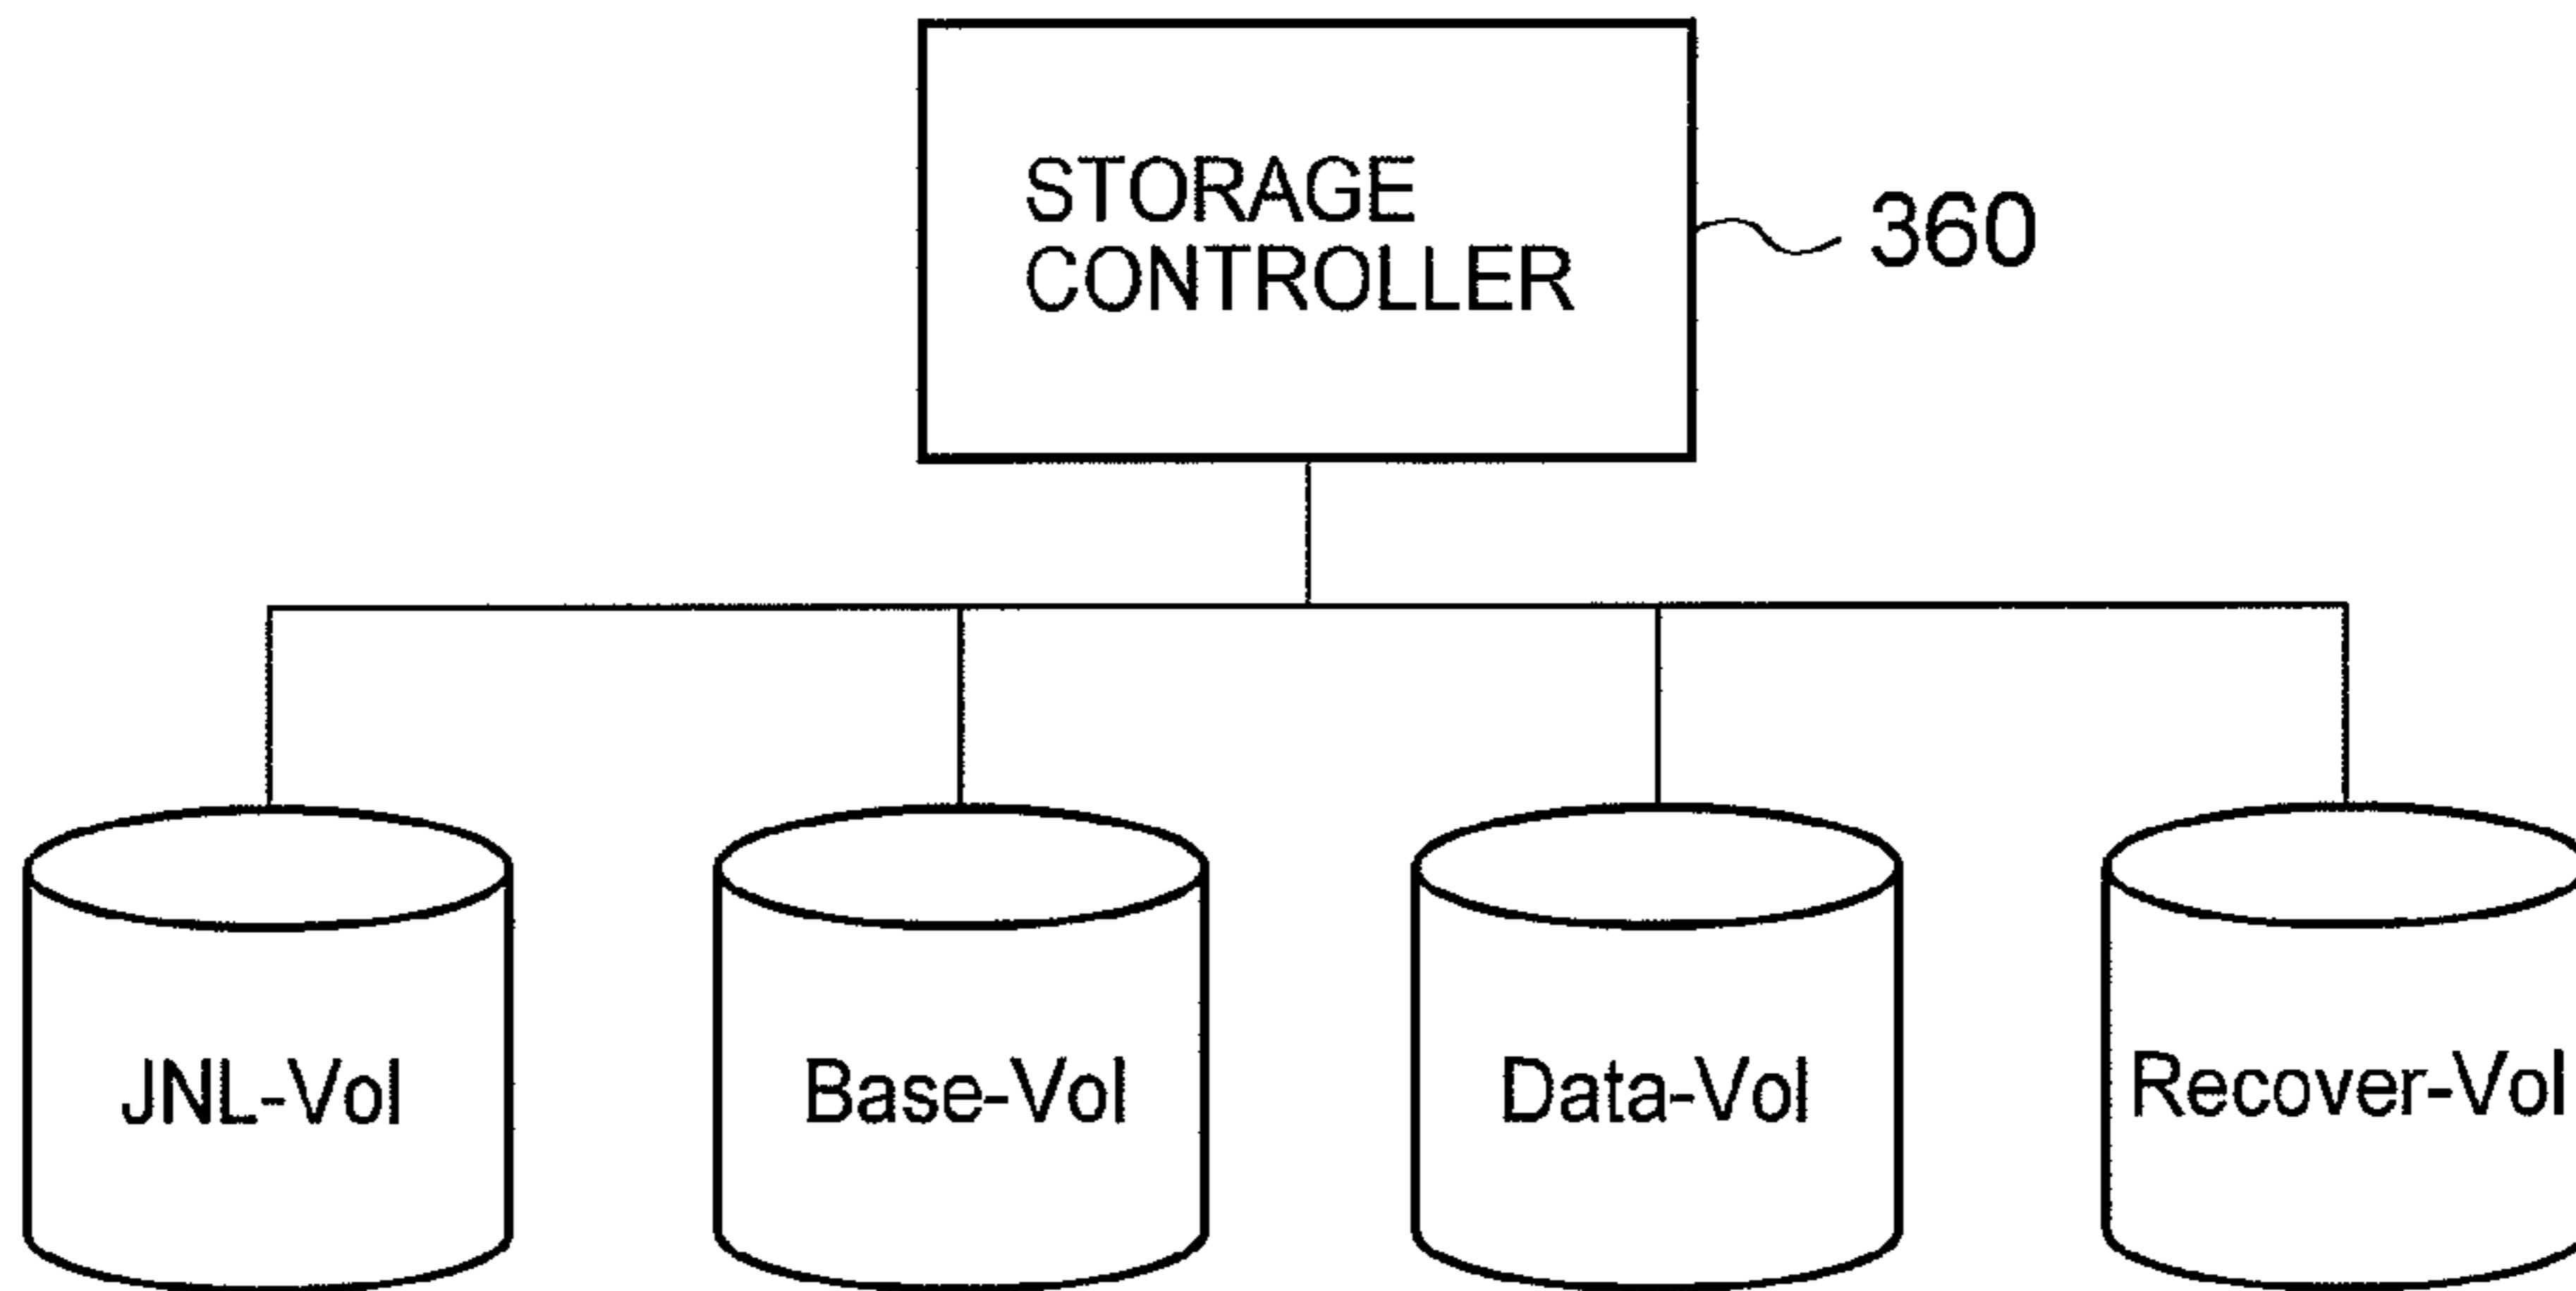 STORAGE
CONTROLLER
360
JNL-Vol
Base-Vol
Data-Vol
Recover-Vol